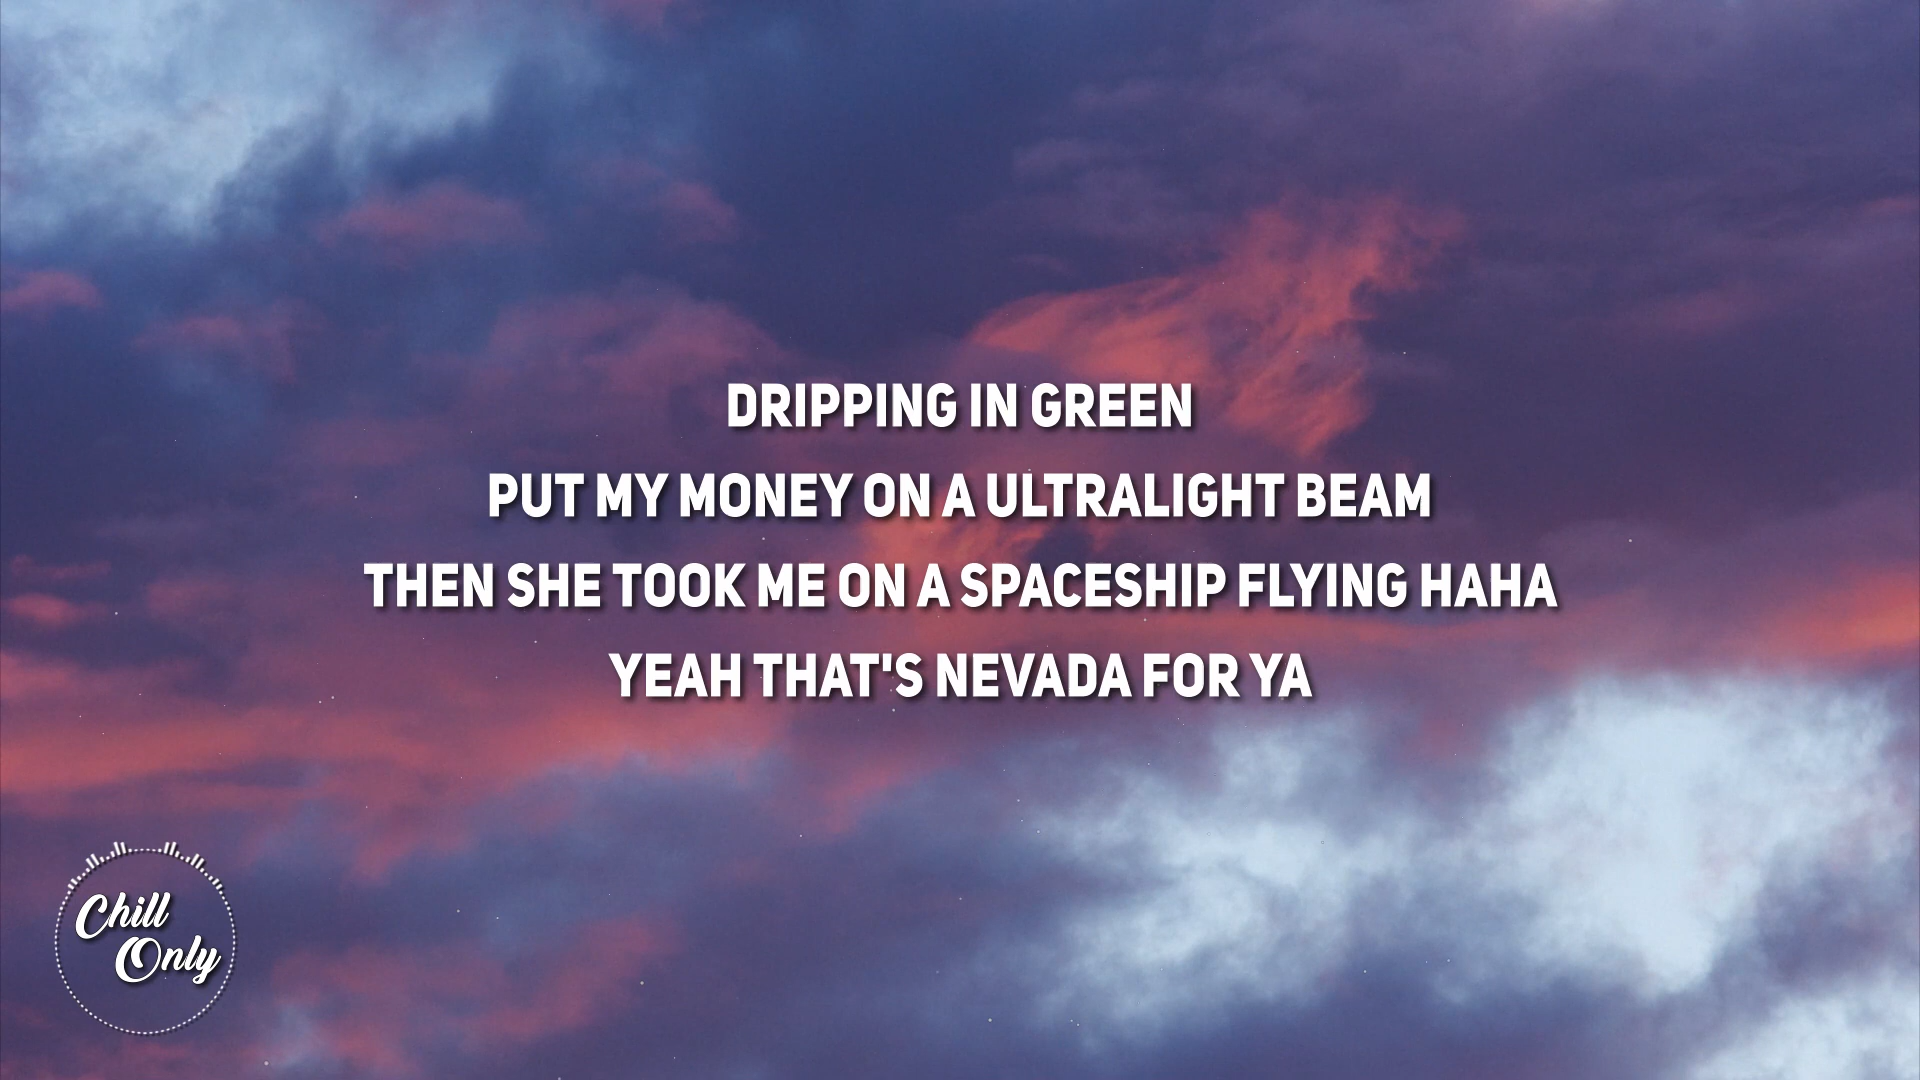 DRIPPING IN GREEN
PUT MY MONEY ON A ULTRALIGHT BEAM
THEN SHE TOOK ME ON A SPACESHIP FLYING HAHA
YEAH THAT'S NEVADA FOR YA
Chill
Only